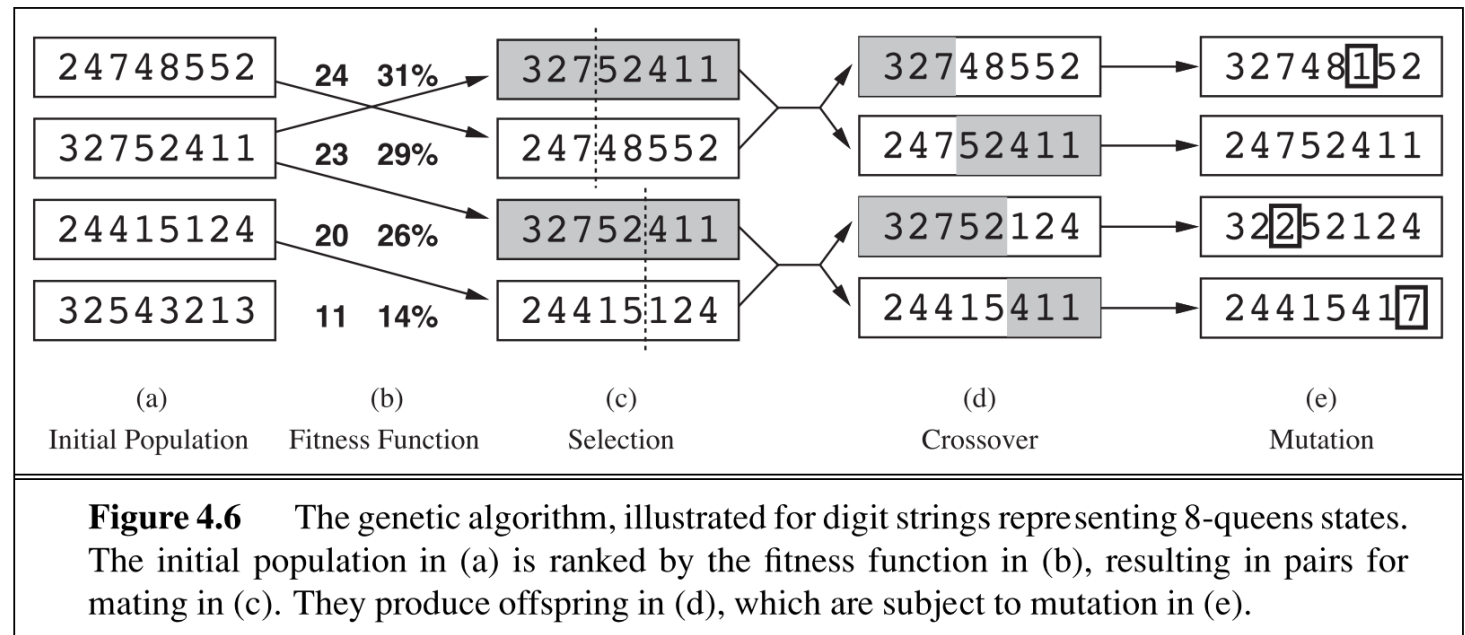 24748552 24 31% 32752411 32748552 32748152
32752411 23 29% 24748552 24752411 24752411
24415124 20 26% 32752411 32752124 32252124
32543213 11 14% 24415124 24415411 24415417
(a) (b) (c) (d) (e)
Initial Population Fitness Function Selection Crossover Mutation
Figure 4.6 The genetic algorithm, illustrated for digit strings representing 8-queens states.
The initial population in (a) is ranked by the fitness function in (b), resulting in pairs for
mating in (c). They produce offspring in (d), which are subject to mutation in (e).